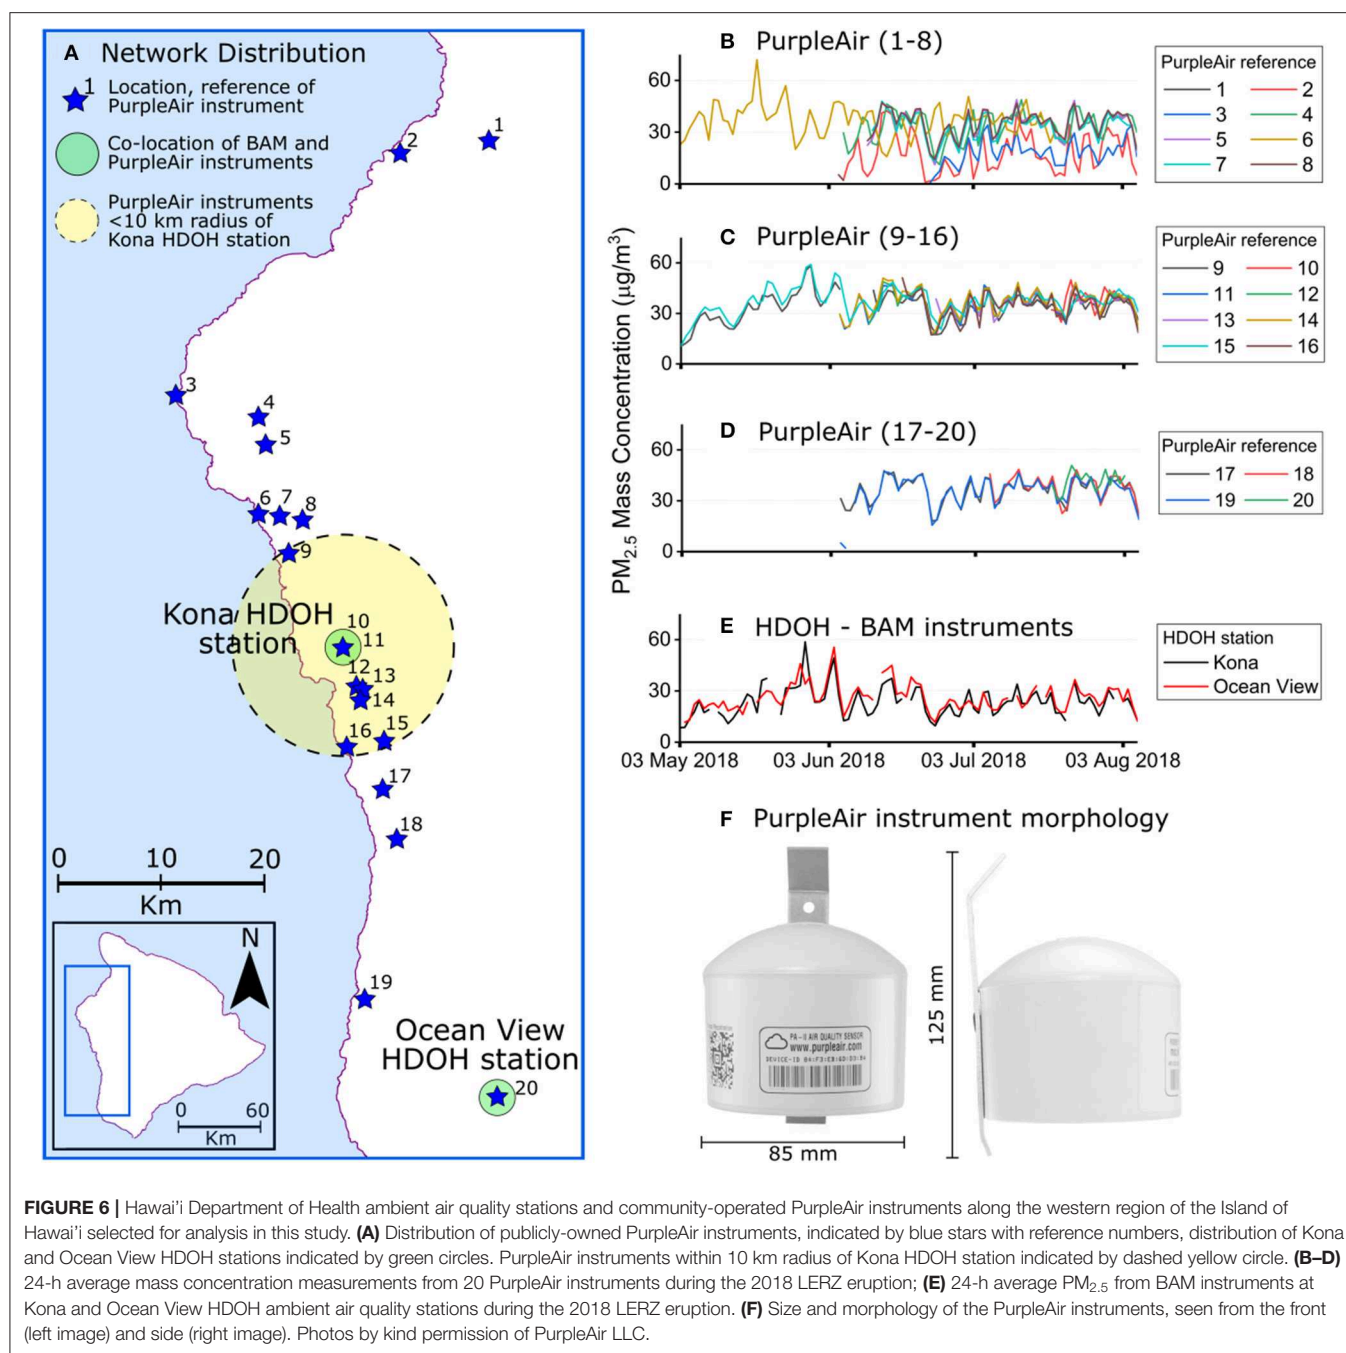 A Network Distribution
1 Location, reference of
PurpleAir instrument
Co-location of BAM and
PurpleAir instruments
PurpleAir instruments
<10 km radius of
Kona HDOH station
1
2
3
4
5
6 7 8
9
Kona HDOH
station
10
11
12
13
14
15
16
17
18
19
Ocean View
HDOH station
20
0 10 20
Km
N
0 60
Km
PM2.5 Mass Concentration (µg/m³)
B PurpleAir (1-8)
60
30
0
PurpleAir reference
1 2
3 4
5 6
7 8
C PurpleAir (9-16)
60
30
0
PurpleAir reference
9 10
11 12
13 14
15 16
D PurpleAir (17-20)
60
30
0
PurpleAir reference
17 18
19 20
E HDOH - BAM instruments
60
30
0
03 May 2018 03 Jun 2018 03 Jul 2018 03 Aug 2018
HDOH station
Kona
Ocean View
F PurpleAir instrument morphology
PA-II AIR QUALITY SENSOR
www.purpleair.com
85 mm
125 mm
FIGURE 6 | Hawai'i Department of Health ambient air quality stations and community-operated PurpleAir instruments along the western region of the Island of
Hawai'i selected for analysis in this study. (A) Distribution of publicly-owned PurpleAir instruments, indicated by blue stars with reference numbers, distribution of Kona
and Ocean View HDOH stations indicated by green circles. PurpleAir instruments within 10 km radius of Kona HDOH station indicated by dashed yellow circle. (B–D)
24-h average mass concentration measurements from 20 PurpleAir instruments during the 2018 LERZ eruption; (E) 24-h average PM2.5 from BAM instruments at
Kona and Ocean View HDOH ambient air quality stations during the 2018 LERZ eruption. (F) Size and morphology of the PurpleAir instruments, seen from the front
(left image) and side (right image). Photos by kind permission of PurpleAir LLC.